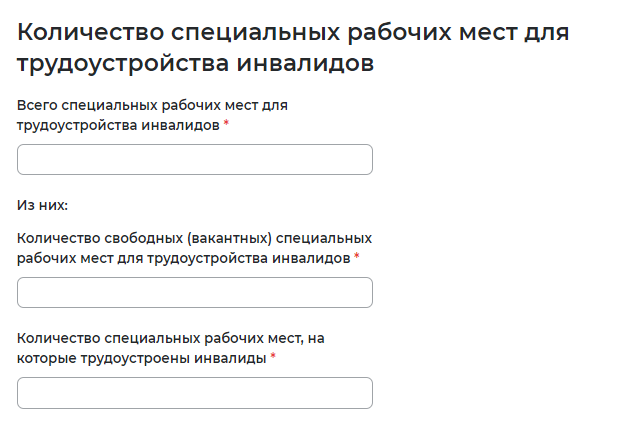 Количество специальных рабочих мест для
трудоустройства инвалидов
Всего специальных рабочих мест для
трудоустройства инвалидов *
Из них:
Количество свободных (вакантных) специальных
рабочих мест для трудоустройства инвалидов *
Количество специальных рабочих мест, на
которые трудоустроены инвалиды *